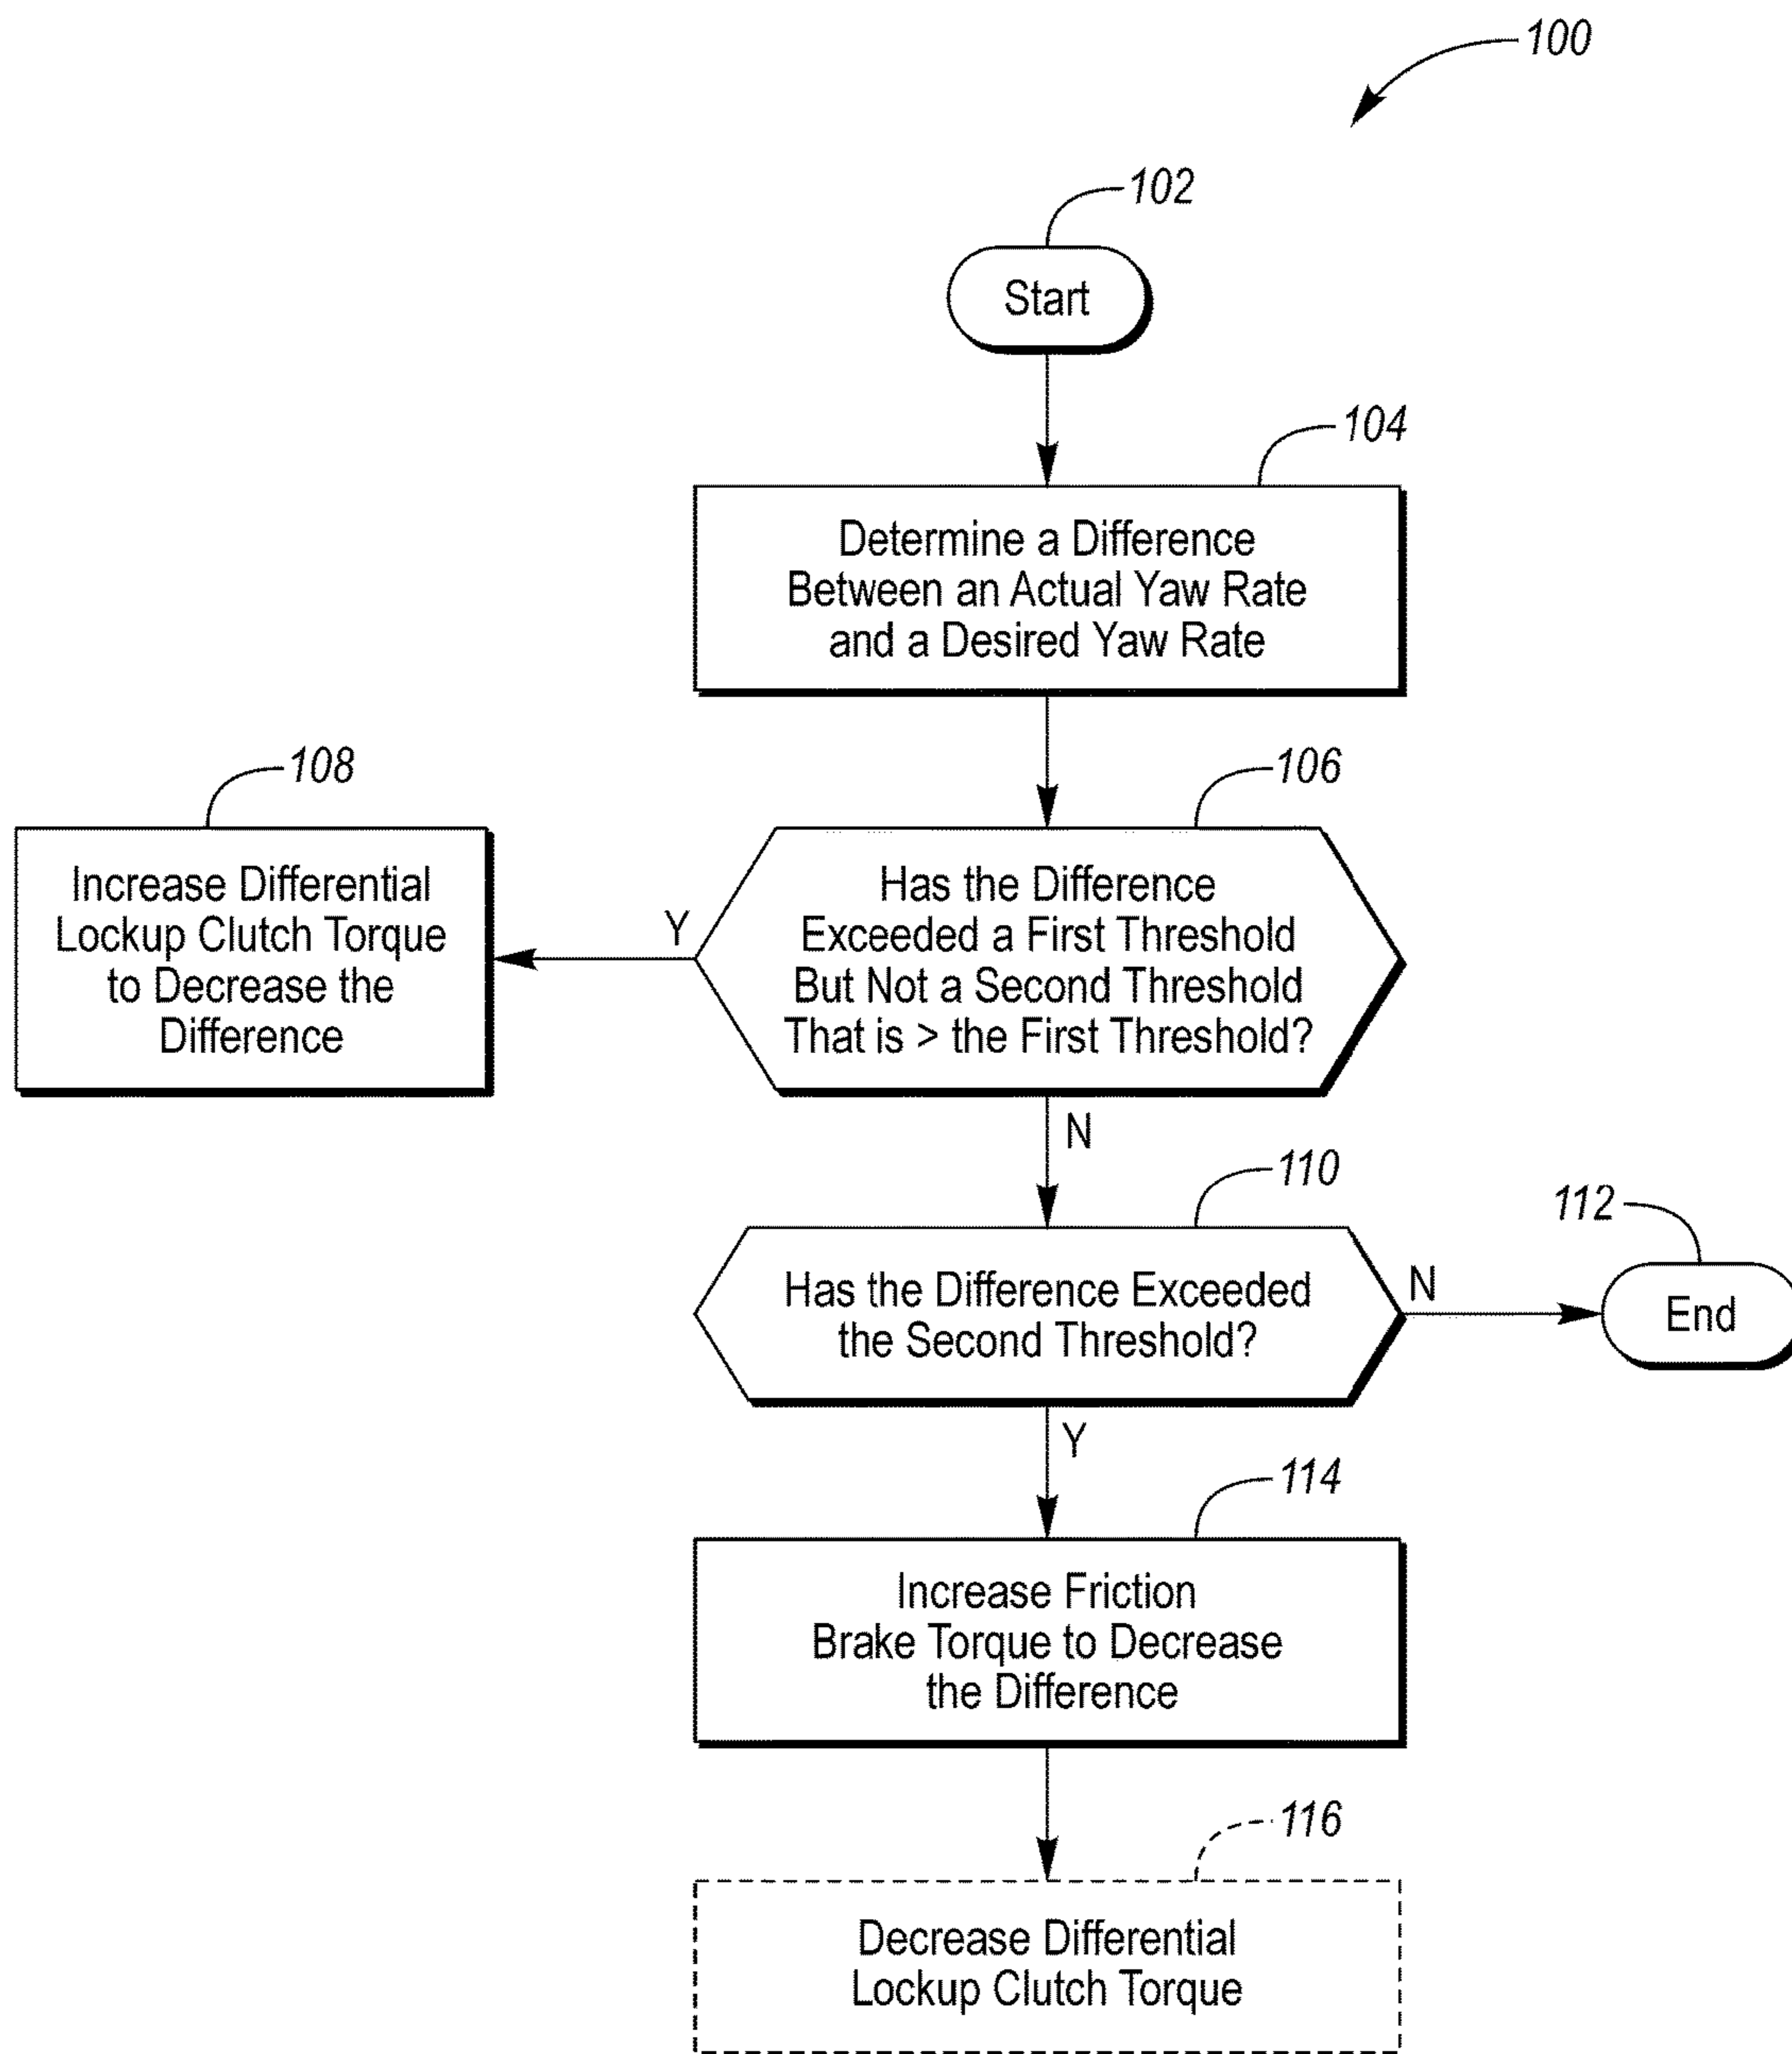 100
102
Start
104
Determine a Difference
Between an Actual Yaw Rate
and a Desired Yaw Rate
108
106
Increase Differential
Lockup Clutch Torque
to Decrease the
Difference
Y
Has the Difference
Exceeded a First Threshold
But Not a Second Threshold
That is > the First Threshold?
N
110
112
Has the Difference Exceeded
the Second Threshold?
N
End
Y
114
Increase Friction
Brake Torque to Decrease
the Difference
116
Decrease Differential
Lockup Clutch Torque